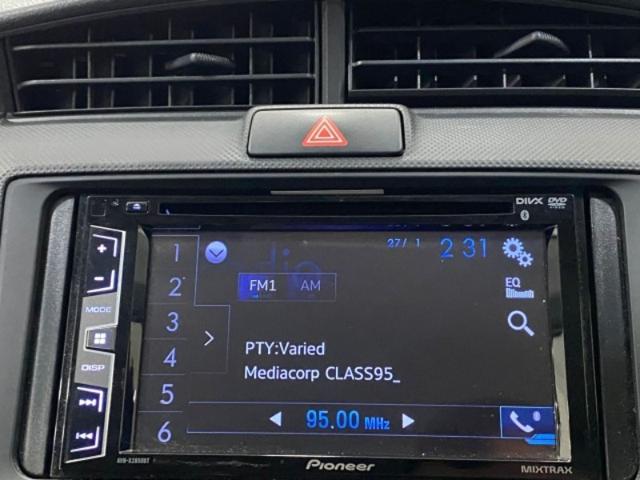 DIVX DVD
+
27/ 1 2 31
1
2
FM1 AM
EQ
-
MODE
3
PTY:Varied
DISP
4
Mediacorp CLASS95_
5
95.00 MHz
6
Pioneer
MIXTRAX